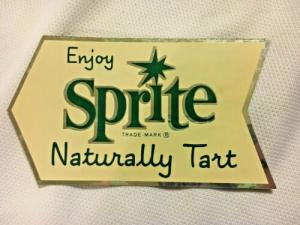 Enjoy
Sprite
TRADE-MARK ®
Naturally Tart